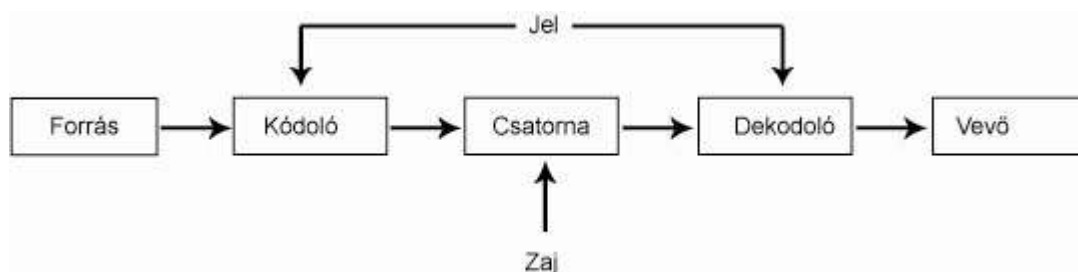 Jel
Forrás
Kódoló
Csatorna
Dekodoló
Vevő
Zaj